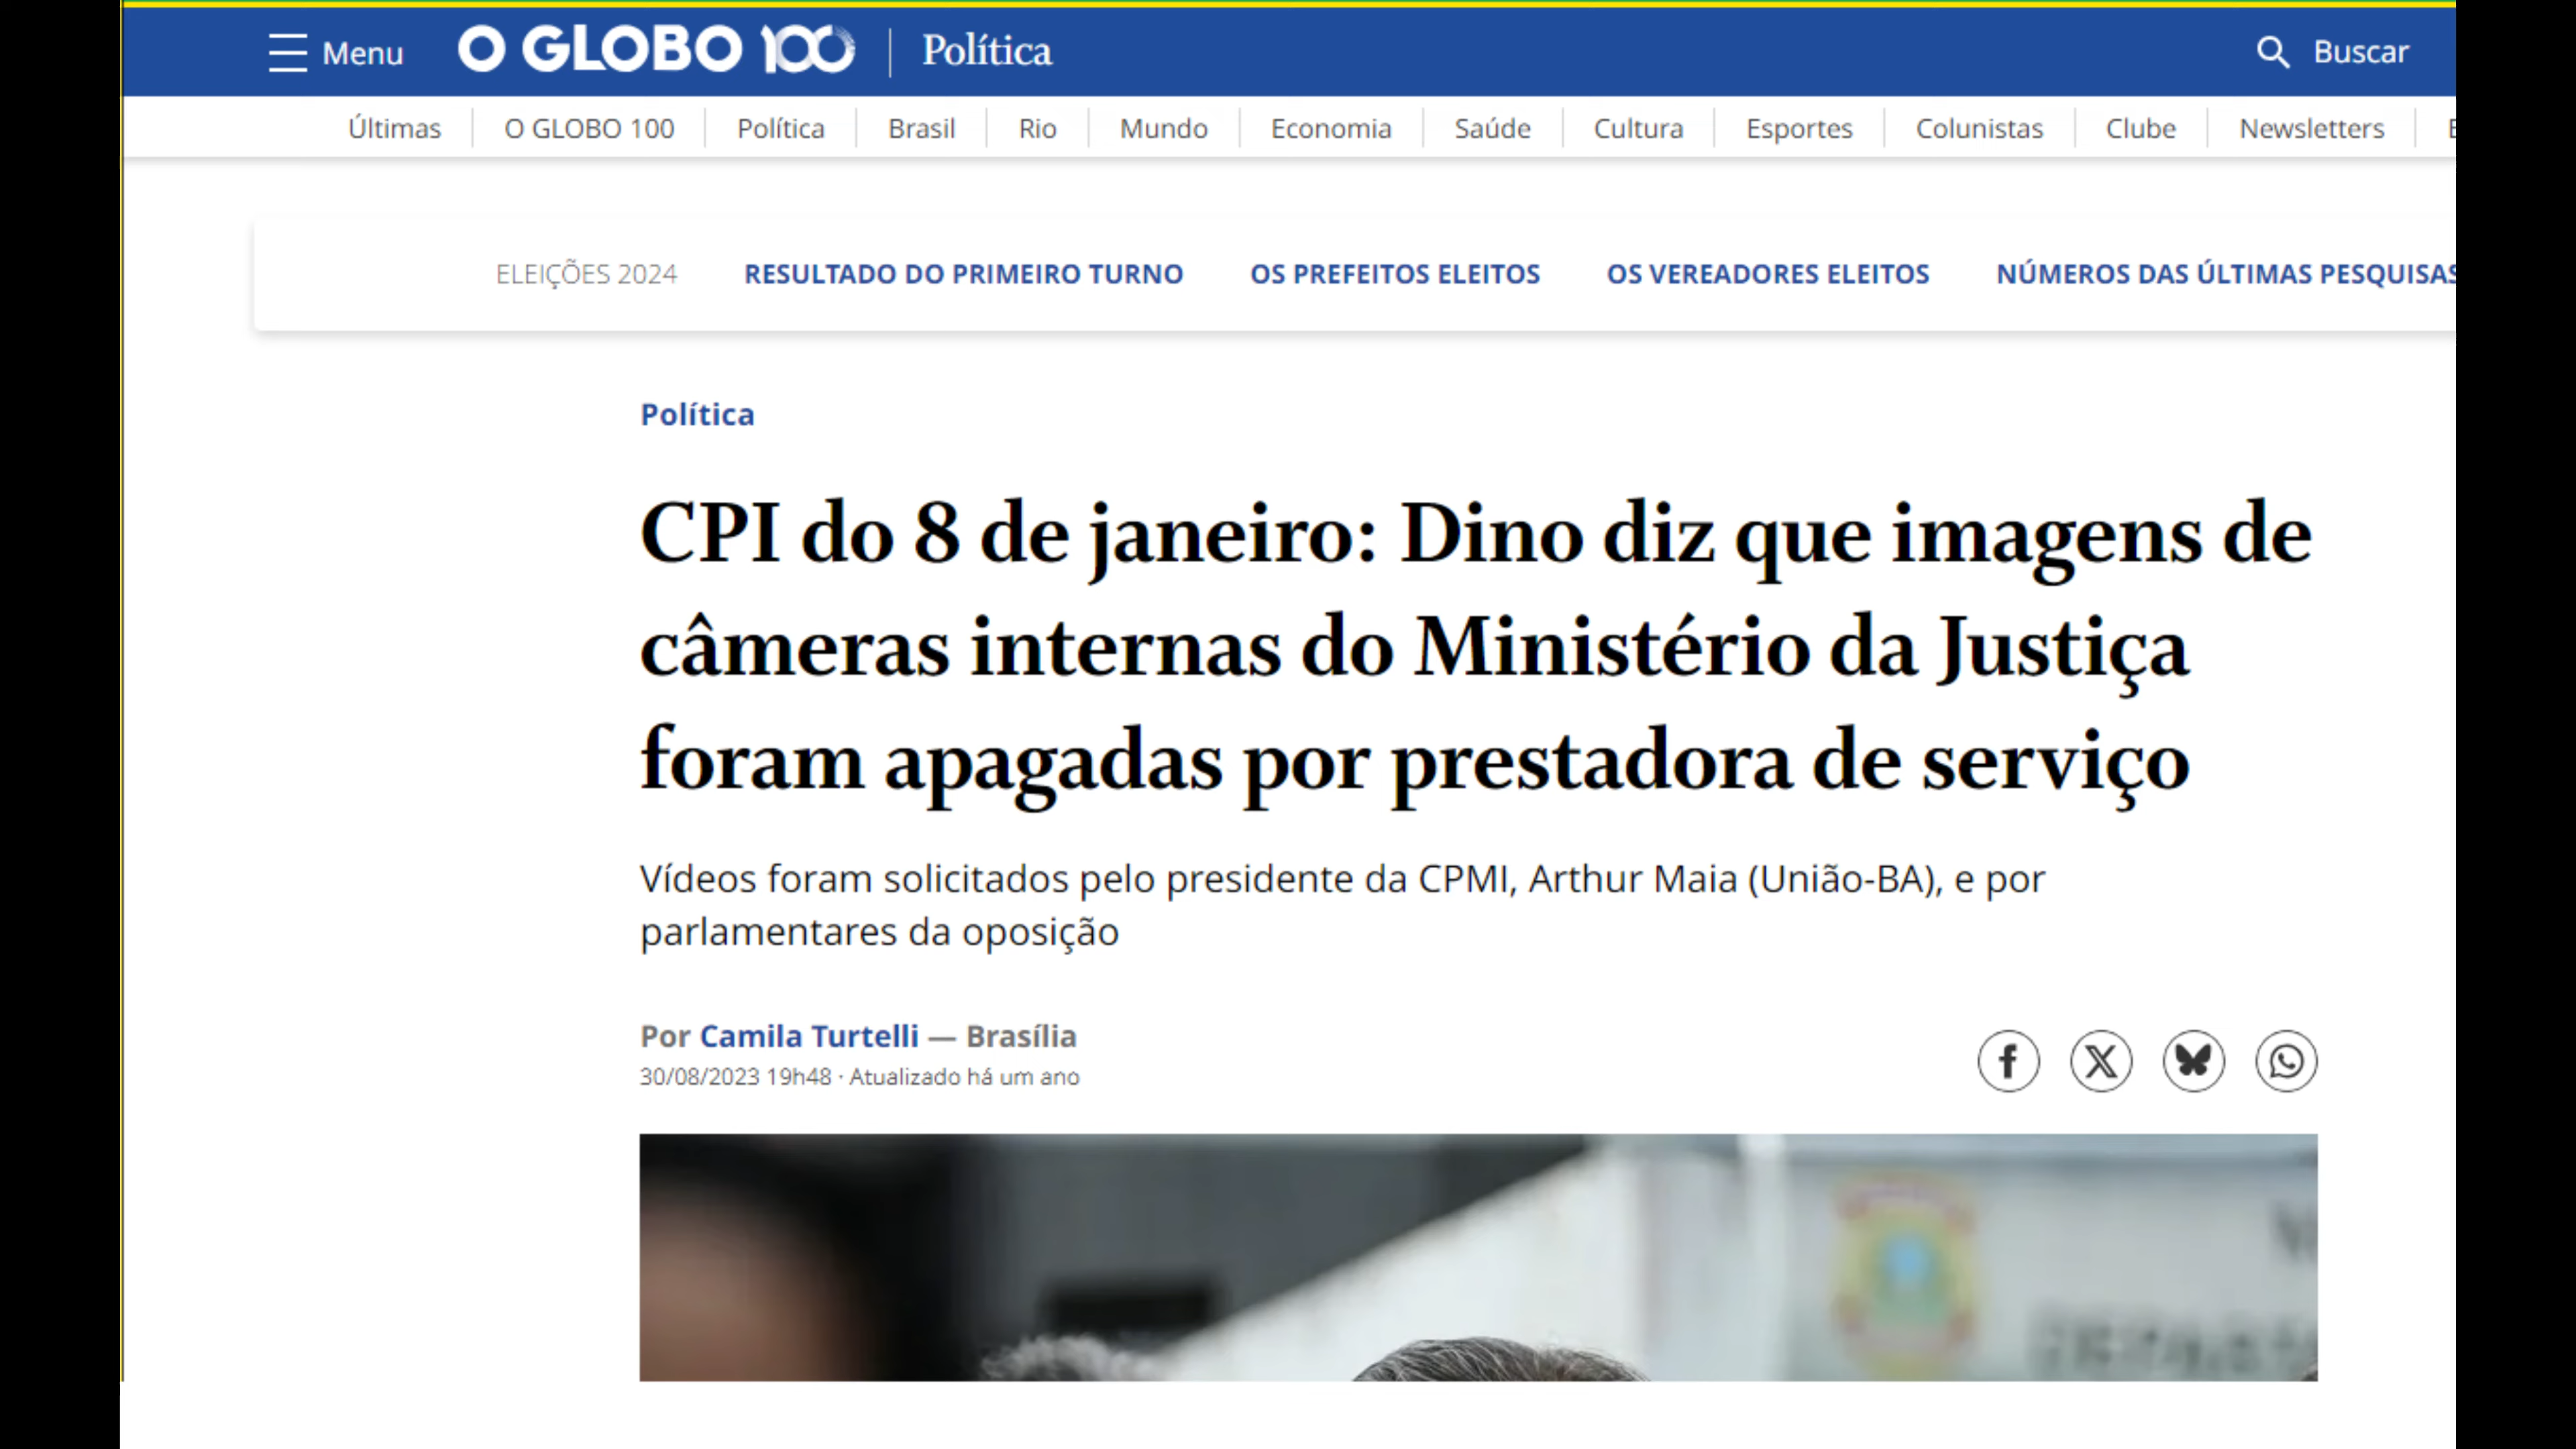 Menu
O GLOBO 100
Política
Buscar
Últimas
O GLOBO 100
Política
Brasil
Rio
Mundo
Economia
Saúde
Cultura
Esportes
Colunistas
Clube
Newsletters
ELEIÇÕES 2024
RESULTADO DO PRIMEIRO TURNO
OS PREFEITOS ELEITOS
OS VEREADORES ELEITOS
NÚMEROS DAS ÚLTIMAS PESQUISAS
Política
CPI do 8 de janeiro: Dino diz que imagens de
câmeras internas do Ministério da Justiça
foram apagadas por prestadora de serviço
Vídeos foram solicitados pelo presidente da CPMI, Arthur Maia (União-BA), e por
parlamentares da oposição
Por Camila Turtelli — Brasília
30/08/2023 19h48 · Atualizado há um ano